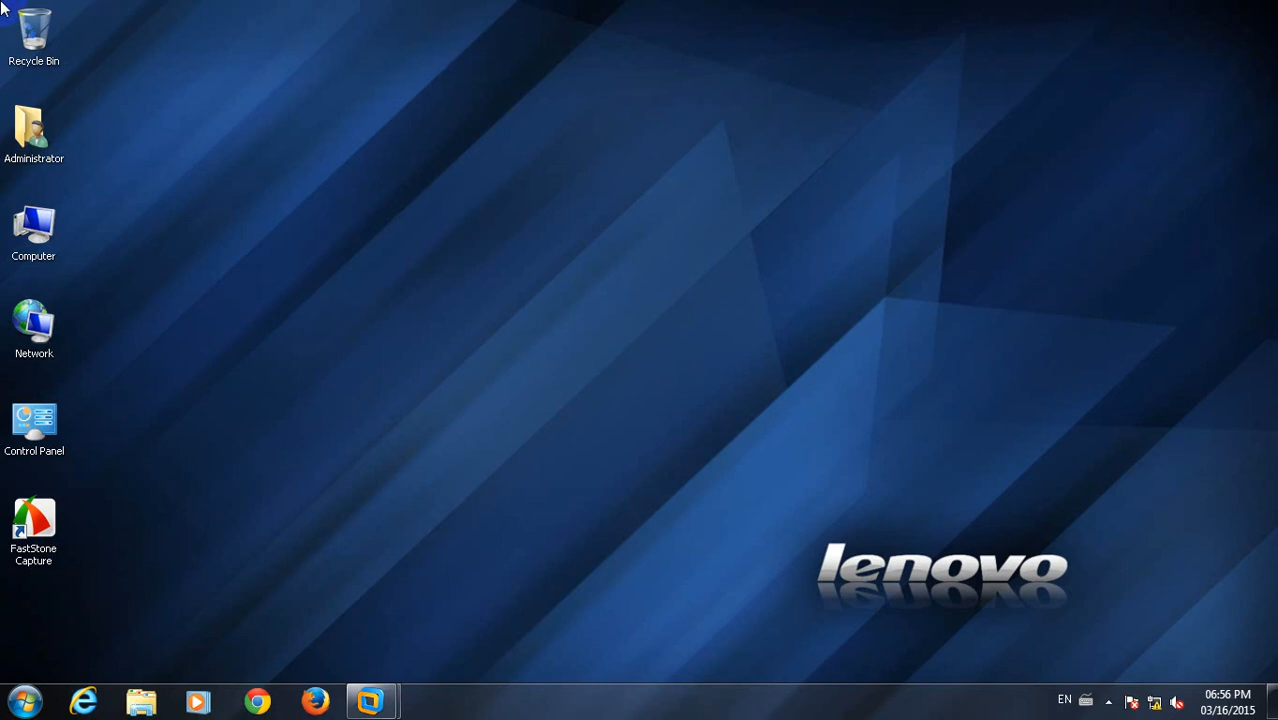 Recycle Bin
Administrator
Computer
Network
Control Panel
FastStone
Capture
lenovo
EN
06:56 PM
03/16/2015